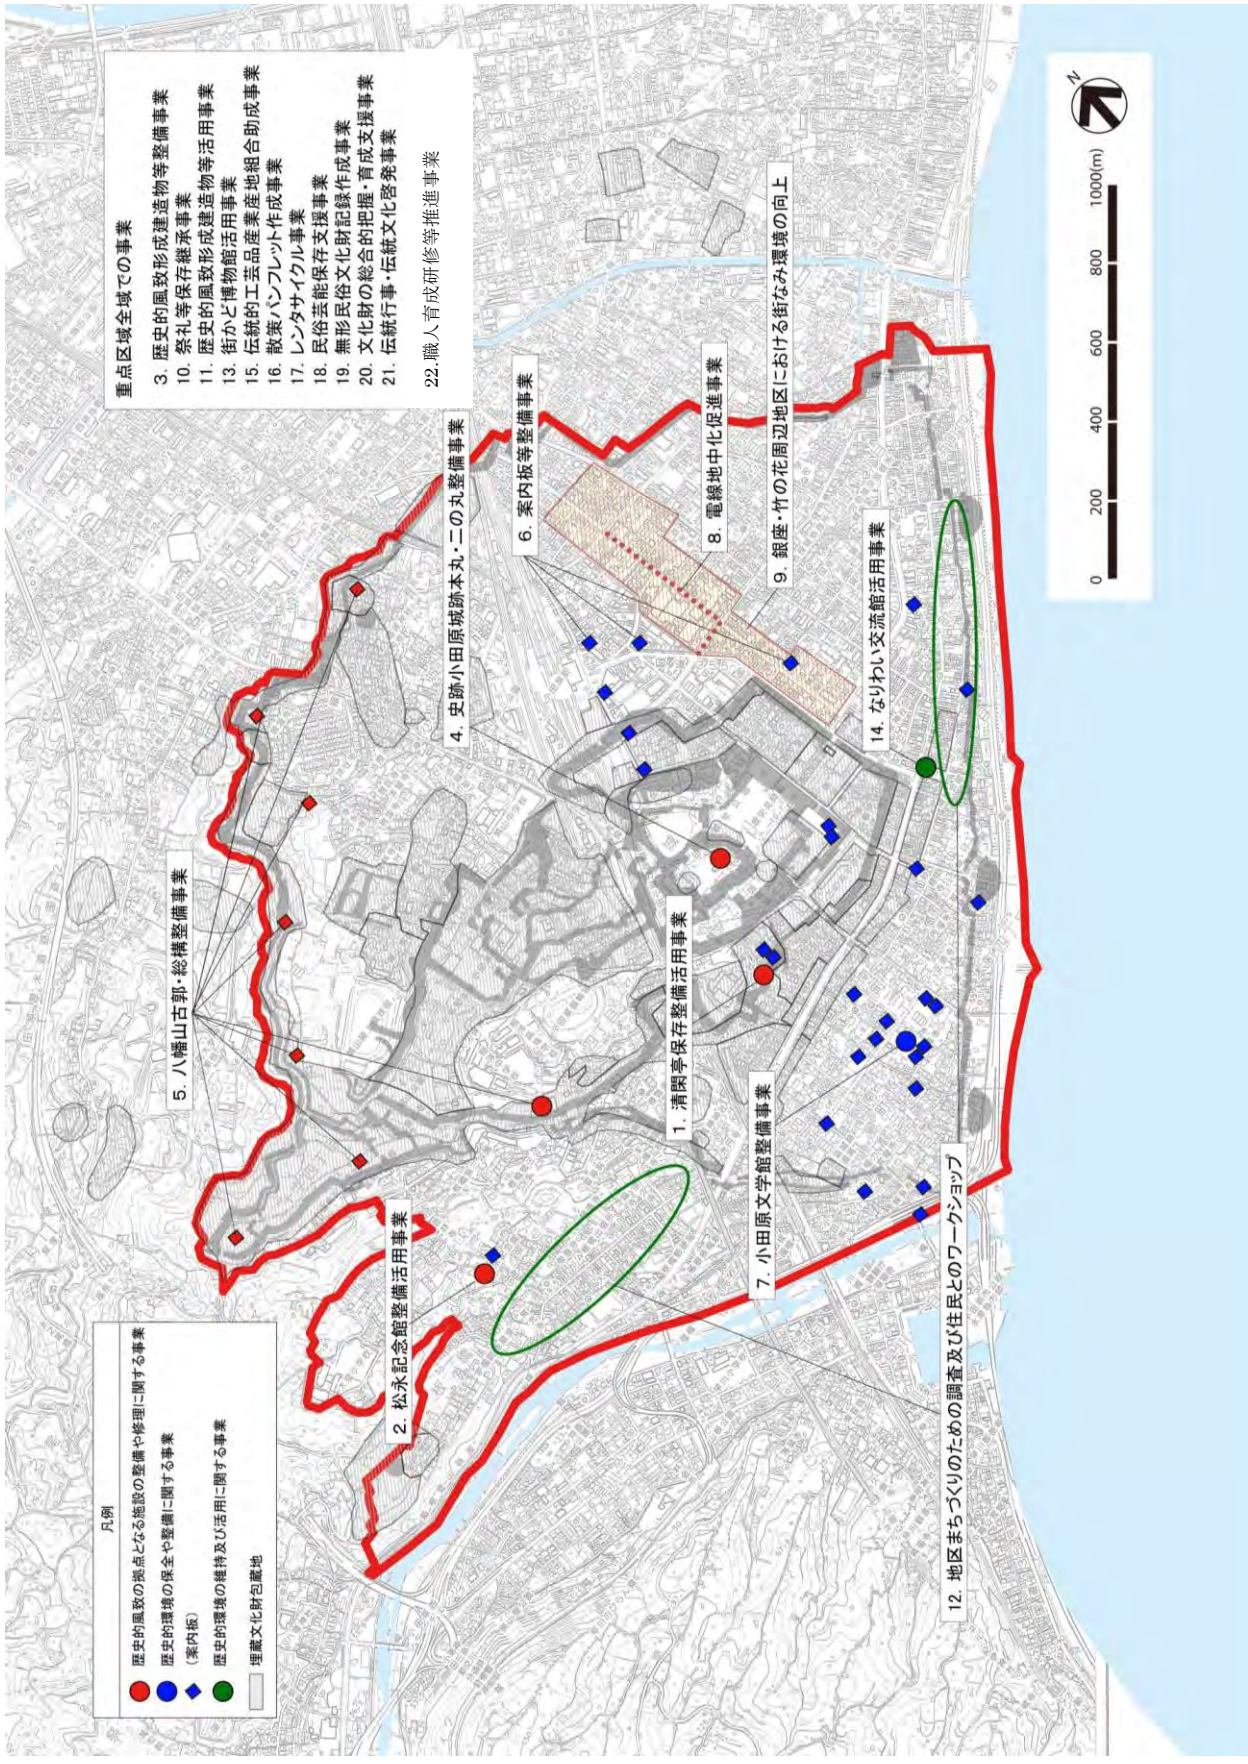 凡例
歴史的風致の拠点となる施設の整備や修理に関する事業
歴史的環境の保全や整備に関する事業
(案内板)
歴史的環境の維持及び活用に関する事業
埋蔵文化財包蔵地
重点区域全域での事業
3. 歴史的風致形成建造物等整備事業
10. 祭礼等保存継承事業
11. 歴史的風致形成建造物等活用事業
13. 街かど博物館活用事業
15. 伝統的工芸品産業産地組合助成事業
16. 散策パンフレット作成事業
17. レンタサイクル事業
18. 民俗芸能保存支援事業
19. 無形民俗文化財記録作成事業
20. 文化財の総合的把握・育成支援事業
21. 伝統行事・伝統文化啓発事業
22.職人育成研修等推進事業
5. 八幡山古郭・総構整備事業
2. 松永記念館整備活用事業
4. 史跡小田原城跡本丸・二の丸整備事業
6. 案内板等整備事業
1. 清閑亭保存整備活用事業
8. 電線地中化促進事業
7. 小田原文学館整備事業
9. 銀座・竹の花周辺地区における街なみ環境の向上
14. なりわい交流館活用事業
12. 地区まちづくりのための調査及び住民とのワークショップ
N
0
200
400
600
800
1000(m)